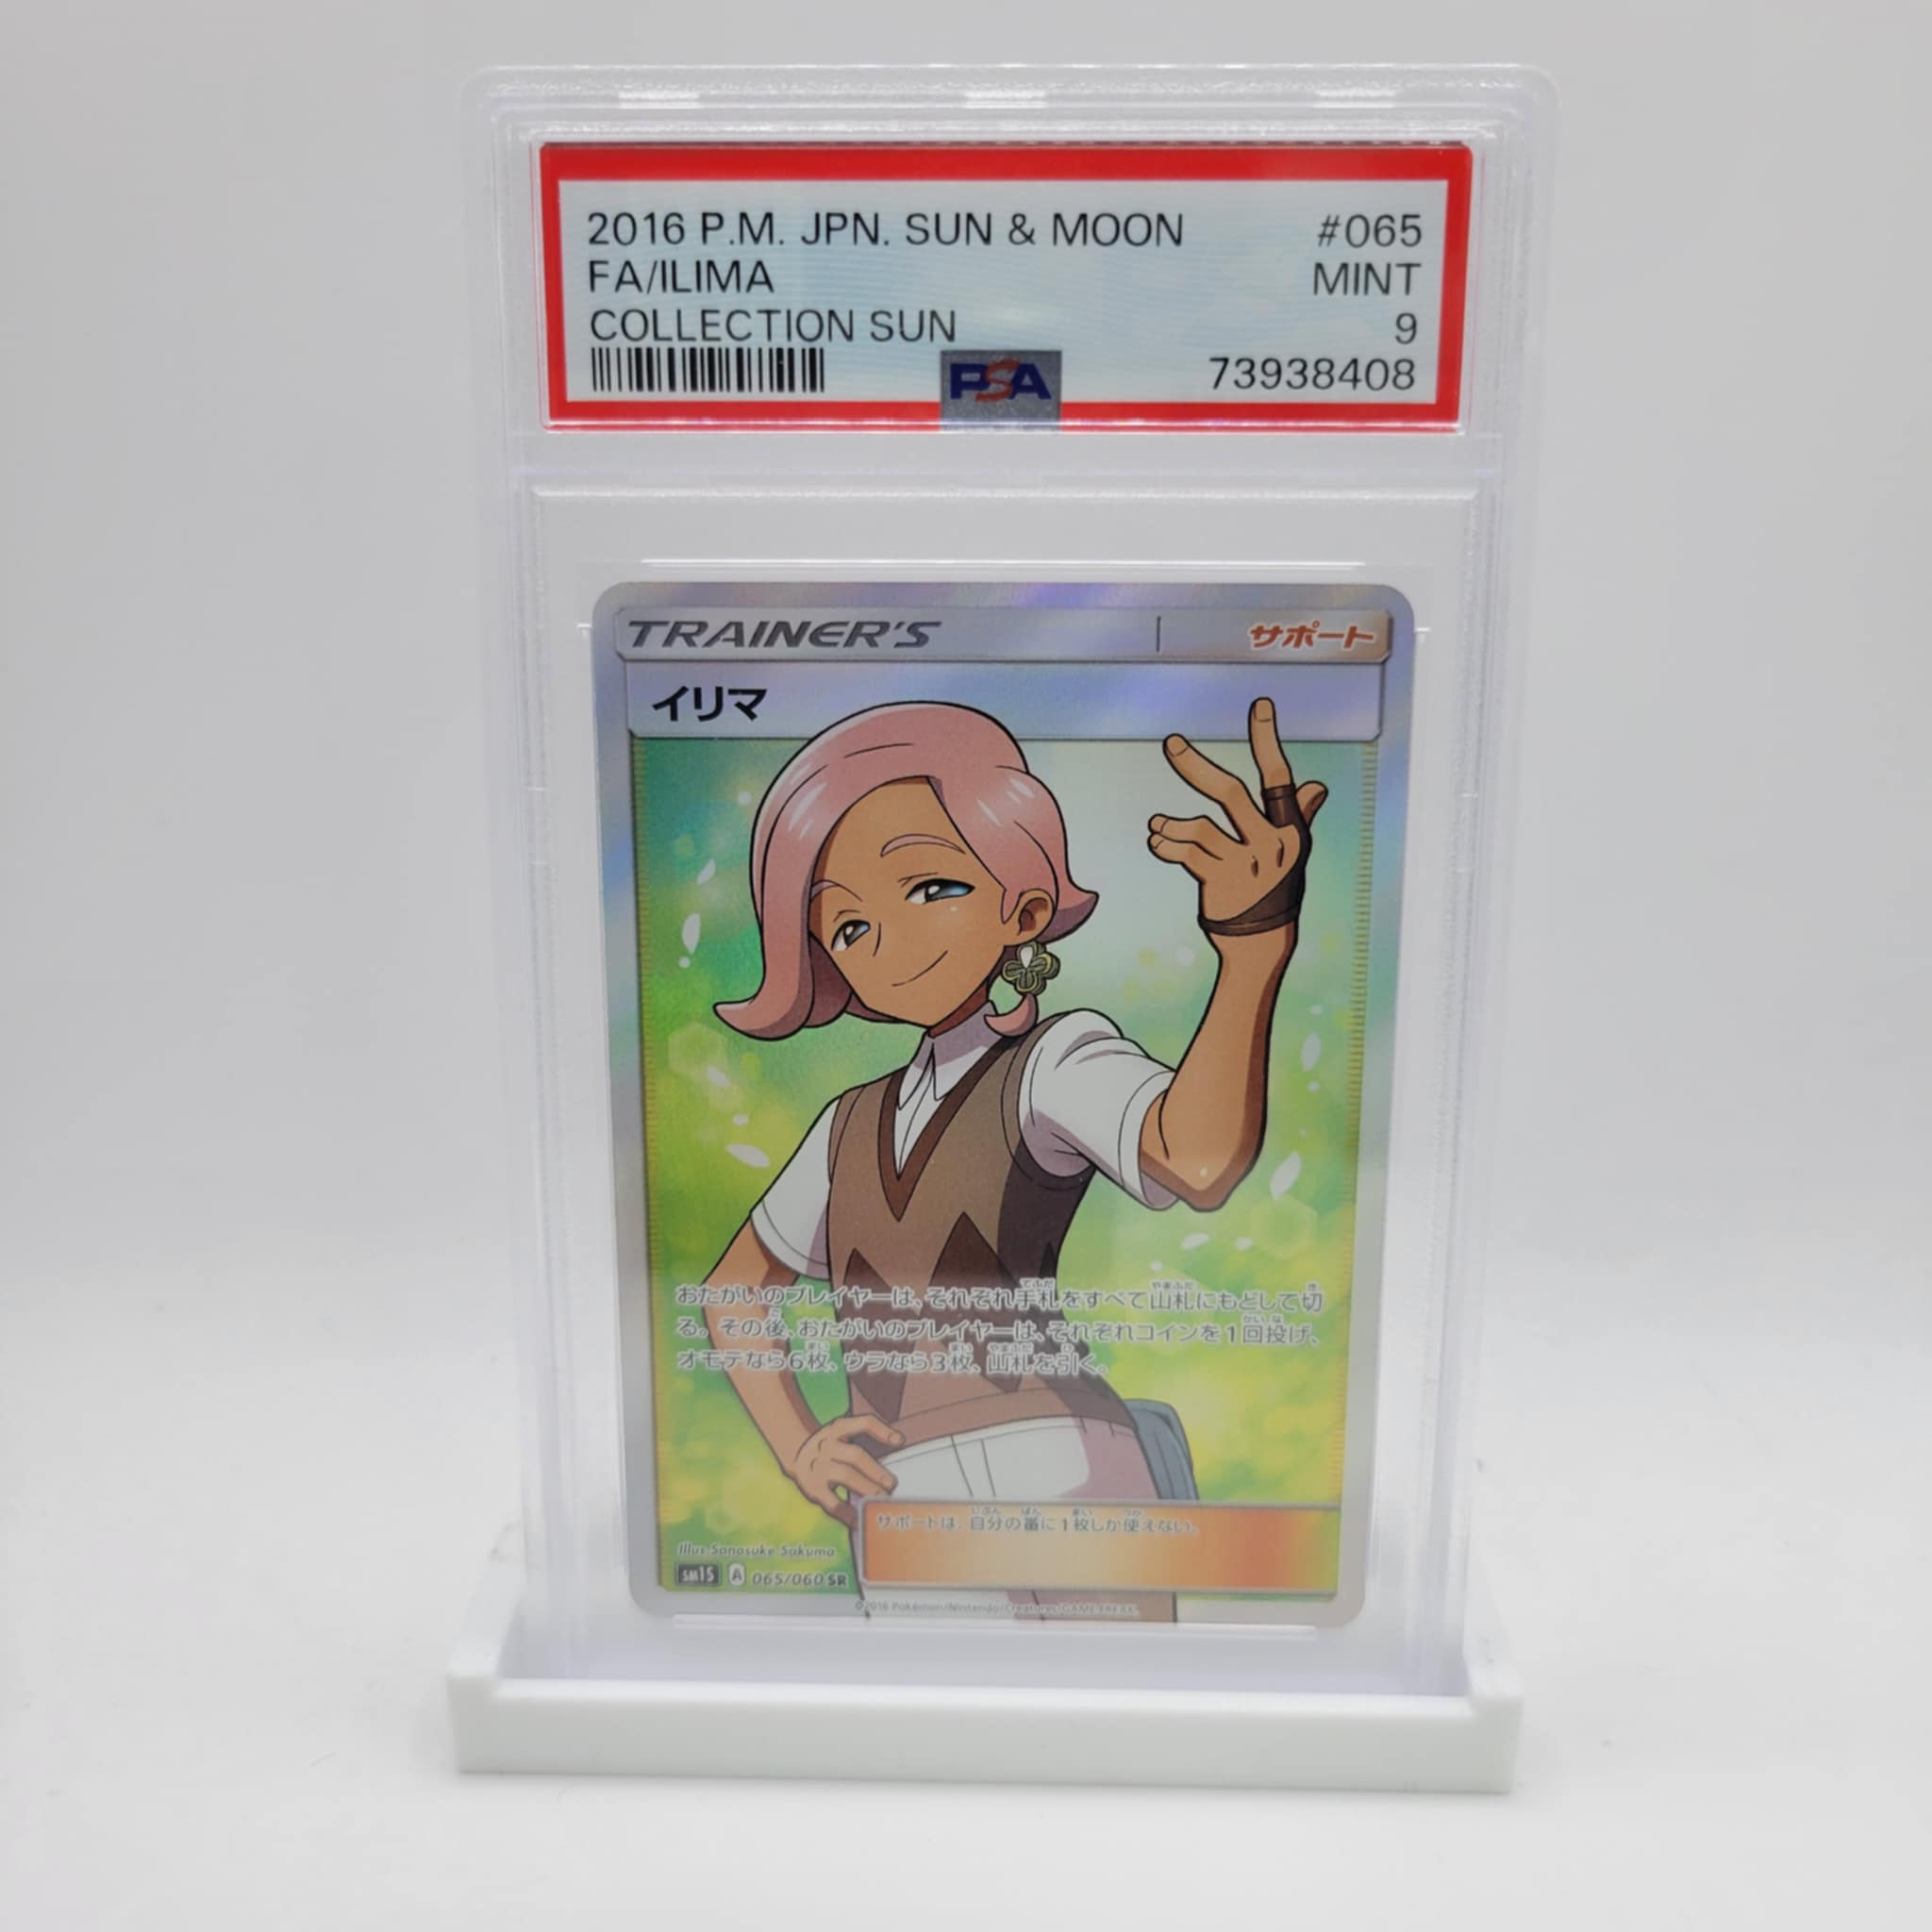 2016 P.M. JPN. SUN & MOON #065
FA/ILIMA MINT
COLLECTION SUN 9
PSA 73938408
TRAINER'S サポート
イリマ
おたがいのプレイヤーは、それぞれ手札をすべて山札にもどして切
る。その後、おたがいのプレイヤーは、それぞれコインを1回投げ、
オモテなら6枚、ウラなら3枚、山札を引く。
サポートは、自分の番に1枚しか使えない。
Illus. Sanosuke Sakuma
SM1S A 065/060 SR
©2016 Pokémon/Nintendo/Creatures/GAME FREAK.